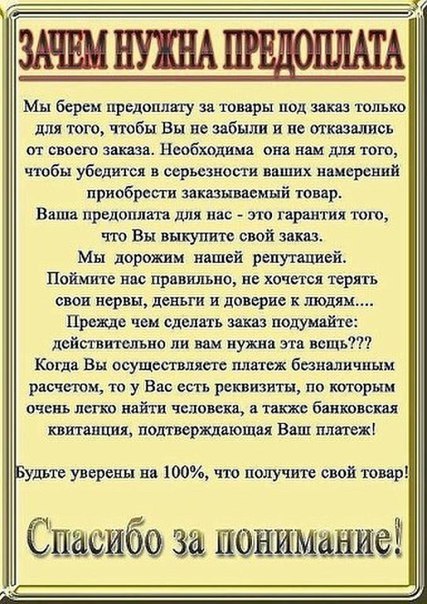 ЗАЧЕМ НУЖНА ПРЕДОПЛАТА
Мы берем предоплату за товары под заказ только
для того, чтобы Вы не забыли и не отказались
от своего заказа. Необходима она нам для того,
чтобы убедится в серьезности ваших намерений
приобрести заказываемый товар.
Ваша предоплата для нас - это гарантия того,
что Вы выкупите свой заказ.
Мы дорожим нашей репутацией.
Поймите нас правильно, не хочется терять
свои нервы, деньги и доверие к людям....
Прежде чем сделать заказ подумайте:
действительно ли вам нужна эта вещь???
Когда Вы осуществляете платеж безналичным
расчетом, то у Вас есть реквизиты, по которым
очень легко найти человека, а также банковская
квитанция, подтверждающая Ваш платеж!
Будьте уверены на 100%, что получите свой товар!
Спасибо за понимание!